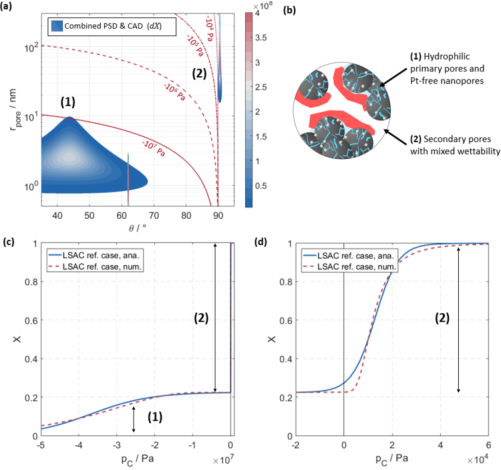 (a)
Combined PSD & CAD (dX)
×10⁸
4
3.5
3
2.5
2
1.5
1
0.5
10²
10¹
10⁰
r_pore / nm
(1)
(2)
-10⁴ Pa
-10⁵ Pa
-10⁶ Pa
-10⁷ Pa
40 50 60 70 80 90
θ / °
(b)
(1) Hydrophilic
primary pores and
Pt-free nanopores
(2) Secondary pores
with mixed wettability
(c)
LSAC ref. case, ana.
LSAC ref. case, num.
1
0.8
0.6
0.4
0.2
0
X
(2)
(1)
-5 -4 -3 -2 -1 0
p_C / Pa
×10⁷
(d)
LSAC ref. case, ana.
LSAC ref. case, num.
1
0.8
0.6
0.4
0.2
0
X
(2)
-2 0 2 4 6
p_C / Pa
×10⁴